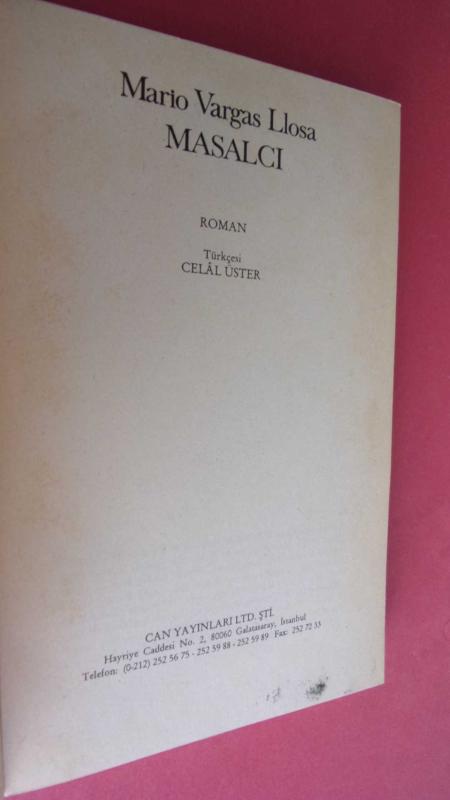 Mario Vargas Llosa
MASALCI
ROMAN
Türkçesi
CELÂL ÜSTER
CAN YAYINLARI LTD. ŞTİ.
Hayriye Caddesi No. 2, 80060 Galatasaray, İstanbul
Telefon: (0-212) 252 56 75 - 252 59 88 - 252 59 89 Fax: 252 72 33